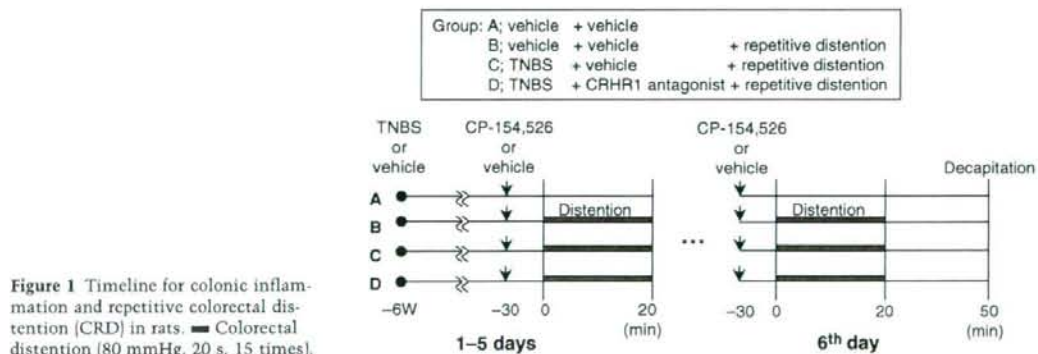 Group: A; vehicle + vehicle
B; vehicle + vehicle + repetitive distention
C; TNBS + vehicle + repetitive distention
D; TNBS + CRHR1 antagonist + repetitive distention
TNBS
or
vehicle
CP-154,526
or
vehicle
CP-154,526
or
vehicle
Decapitation
A
B
C
D
Distention
...
Distention
–6W
–30
0
20
(min)
–30
0
20
50
(min)
1–5 days
6th day
Figure 1 Timeline for colonic inflam-
mation and repetitive colorectal dis-
tention (CRD) in rats. Colorectal
distention (80 mmHg, 20 s, 15 times).